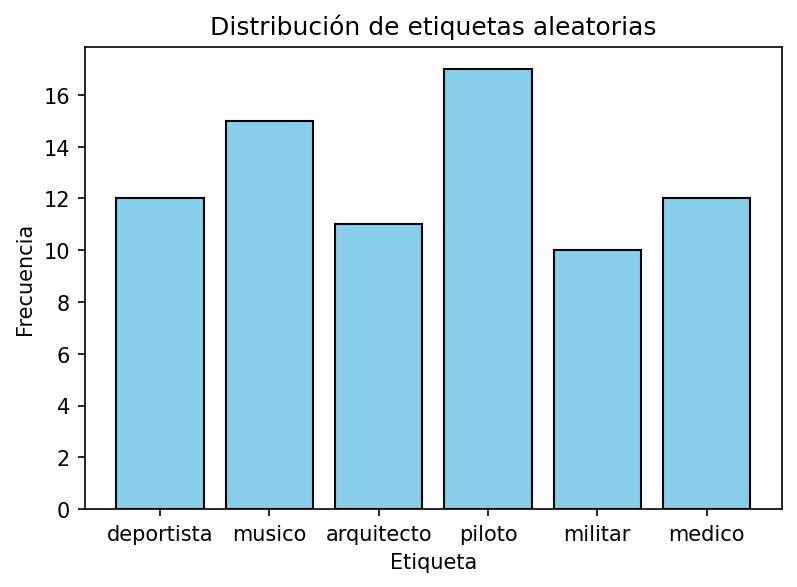 Distribución de etiquetas aleatorias
Frecuencia
16
14
12
10
8
6
4
2
0
deportista musico arquitecto piloto militar medico
Etiqueta